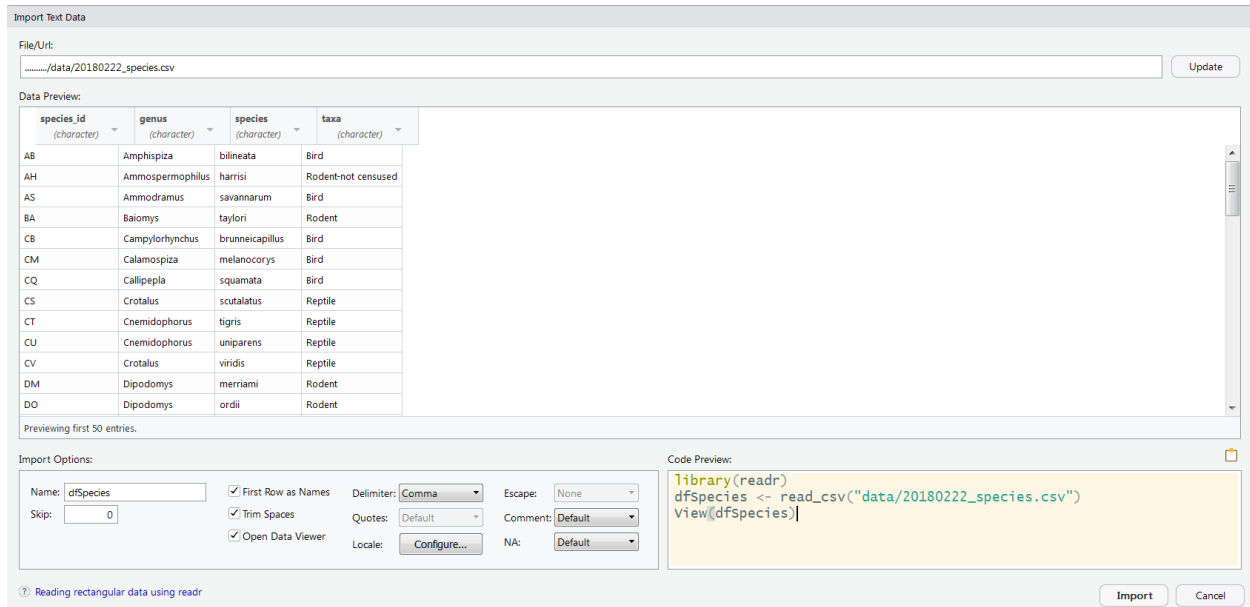 Import Text Data
File/Url:
........../data/20180222_species.csv
Update
Data Preview:
species_id genus species taxa
(character) (character) (character) (character)
AB Amphispiza bilineata Bird
AH Ammospermophilus harrisi Rodent-not censused
AS Ammodramus savannarum Bird
BA Baiomys taylori Rodent
CB Campylorhynchus brunneicapillus Bird
CM Calamospiza melanocorys Bird
CQ Callipepla squamata Bird
CS Crotalus scutalatus Reptile
CT Cnemidophorus tigris Reptile
CU Cnemidophorus uniparens Reptile
CV Crotalus viridis Reptile
DM Dipodomys merriami Rodent
DO Dipodomys ordii Rodent
Previewing first 50 entries.
Import Options:
Name: dfSpecies
Skip: 0
First Row as Names
Trim Spaces
Open Data Viewer
Delimiter: Comma
Quotes: Default
Locale: Configure...
Escape: None
Comment: Default
NA: Default
Code Preview:
library(readr)
dfSpecies <- read_csv("data/20180222_species.csv")
View(dfSpecies)
? Reading rectangular data using readr
Import
Cancel